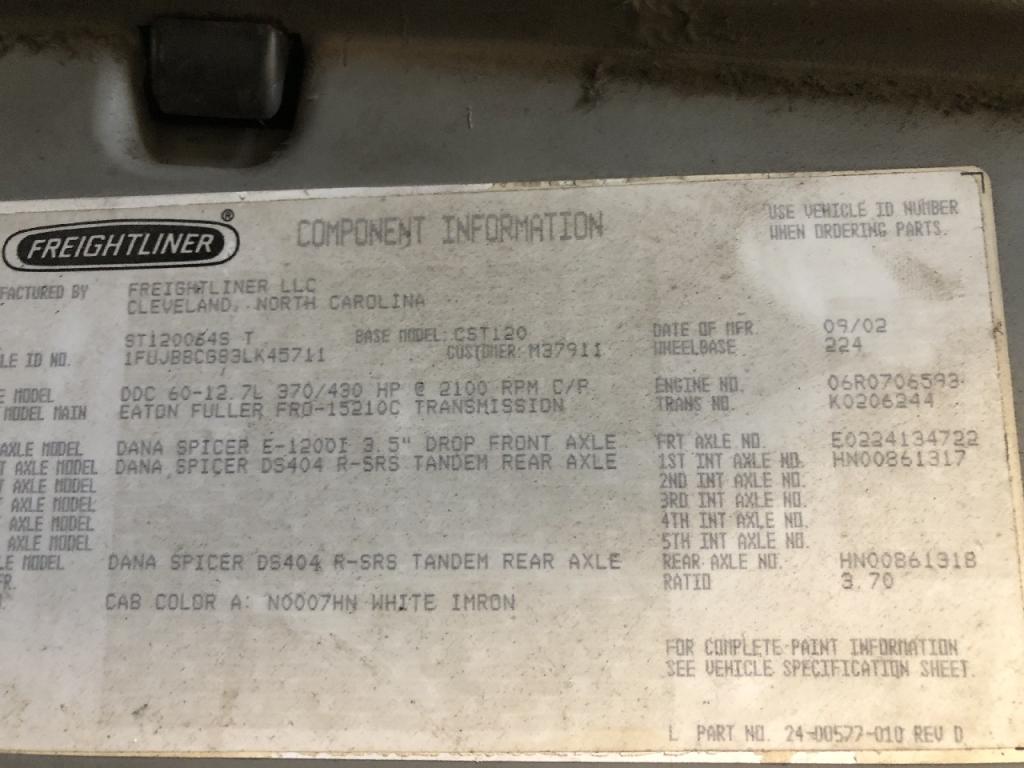 FREIGHTLINER ®
COMPONENT INFORMATION
USE VEHICLE ID NUMBER
WHEN ORDERING PARTS.
FACTURED BY FREIGHTLINER LLC
CLEVELAND, NORTH CAROLINA
ST120064S T BASE MODEL: CST120 DATE OF MFR. 09/02
LE ID NO. 1FUJBBCG83LK45711 CUSTOMER: M37911 WHEELBASE 224
E MODEL DDC 60-12.7L 370/430 HP @ 2100 RPM C/P ENGINE NO. 06R0706593
MODEL MAIN EATON FULLER FRO-15210C TRANSMISSION TRANS NO. K0206244
AXLE MODEL DANA SPICER E-1200I 3.5" DROP FRONT AXLE FRT AXLE NO. E0224134722
T AXLE MODEL DANA SPICER DS404 R-SRS TANDEM REAR AXLE 1ST INT AXLE NO. HN00861317
T AXLE MODEL 2ND INT AXLE NO.
T AXLE MODEL 3RD INT AXLE NO.
T AXLE MODEL 4TH INT AXLE NO.
AXLE MODEL 5TH INT AXLE NO.
LE MODEL DANA SPICER DS404 R-SRS TANDEM REAR AXLE REAR AXLE NO. HN00861318
FR. RATIO 3.70
CAB COLOR A: N0007HN WHITE IMRON
FOR COMPLETE PAINT INFORMATION
SEE VEHICLE SPECIFICATION SHEET.
L PART NO. 24-00577-010 REV D